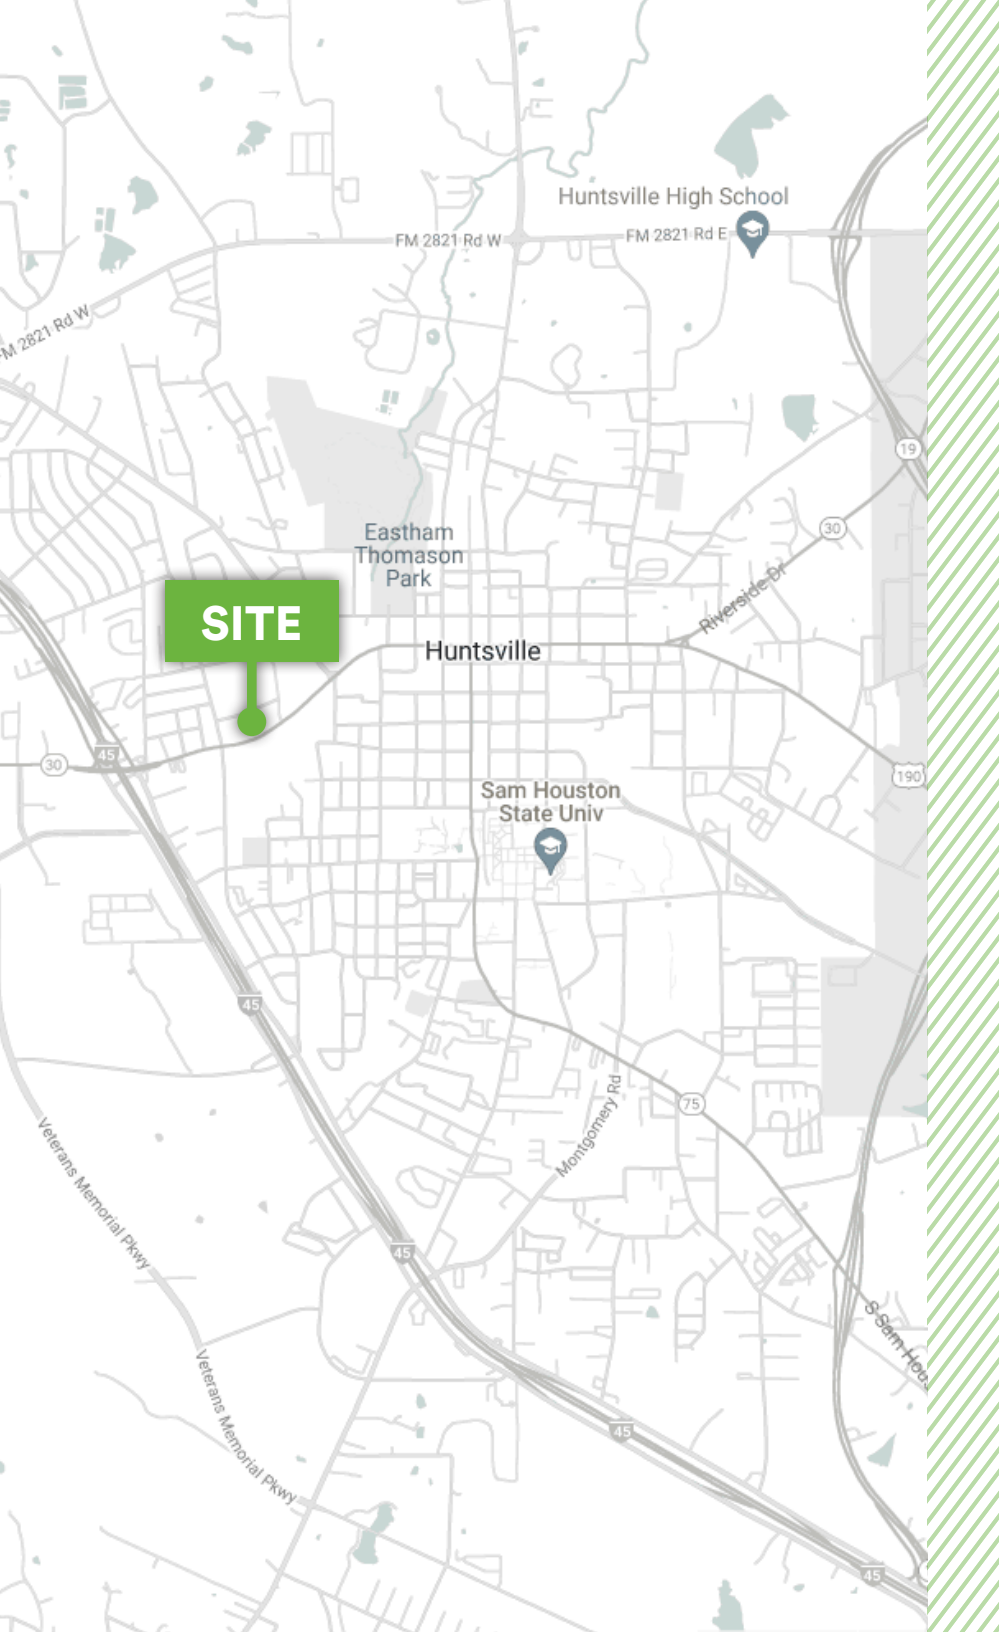 Huntsville High School
FM 2821 Rd W
FM 2821 Rd E
FM 2821 Rd W
19
30
Eastham
Thomason
Park
Riverside Dr
SITE
Huntsville
45
30
190
Sam Houston
State Univ
45
75
Montgomery Rd
Veterans Memorial Pkwy
45
S Sam Hous
Veterans Memorial Pkwy
45
45